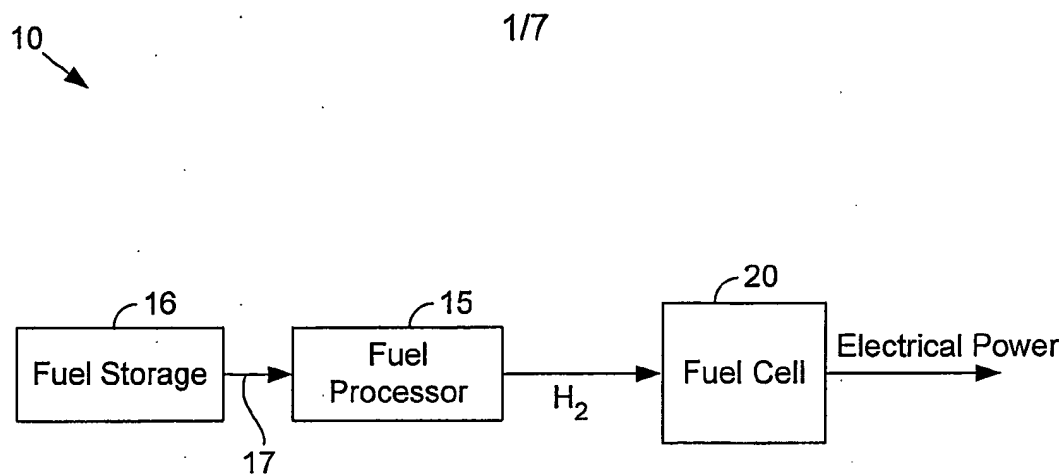 1/7
10
16
15
20
Fuel Storage
Fuel
Processor
Fuel Cell
Electrical Power
H₂
17